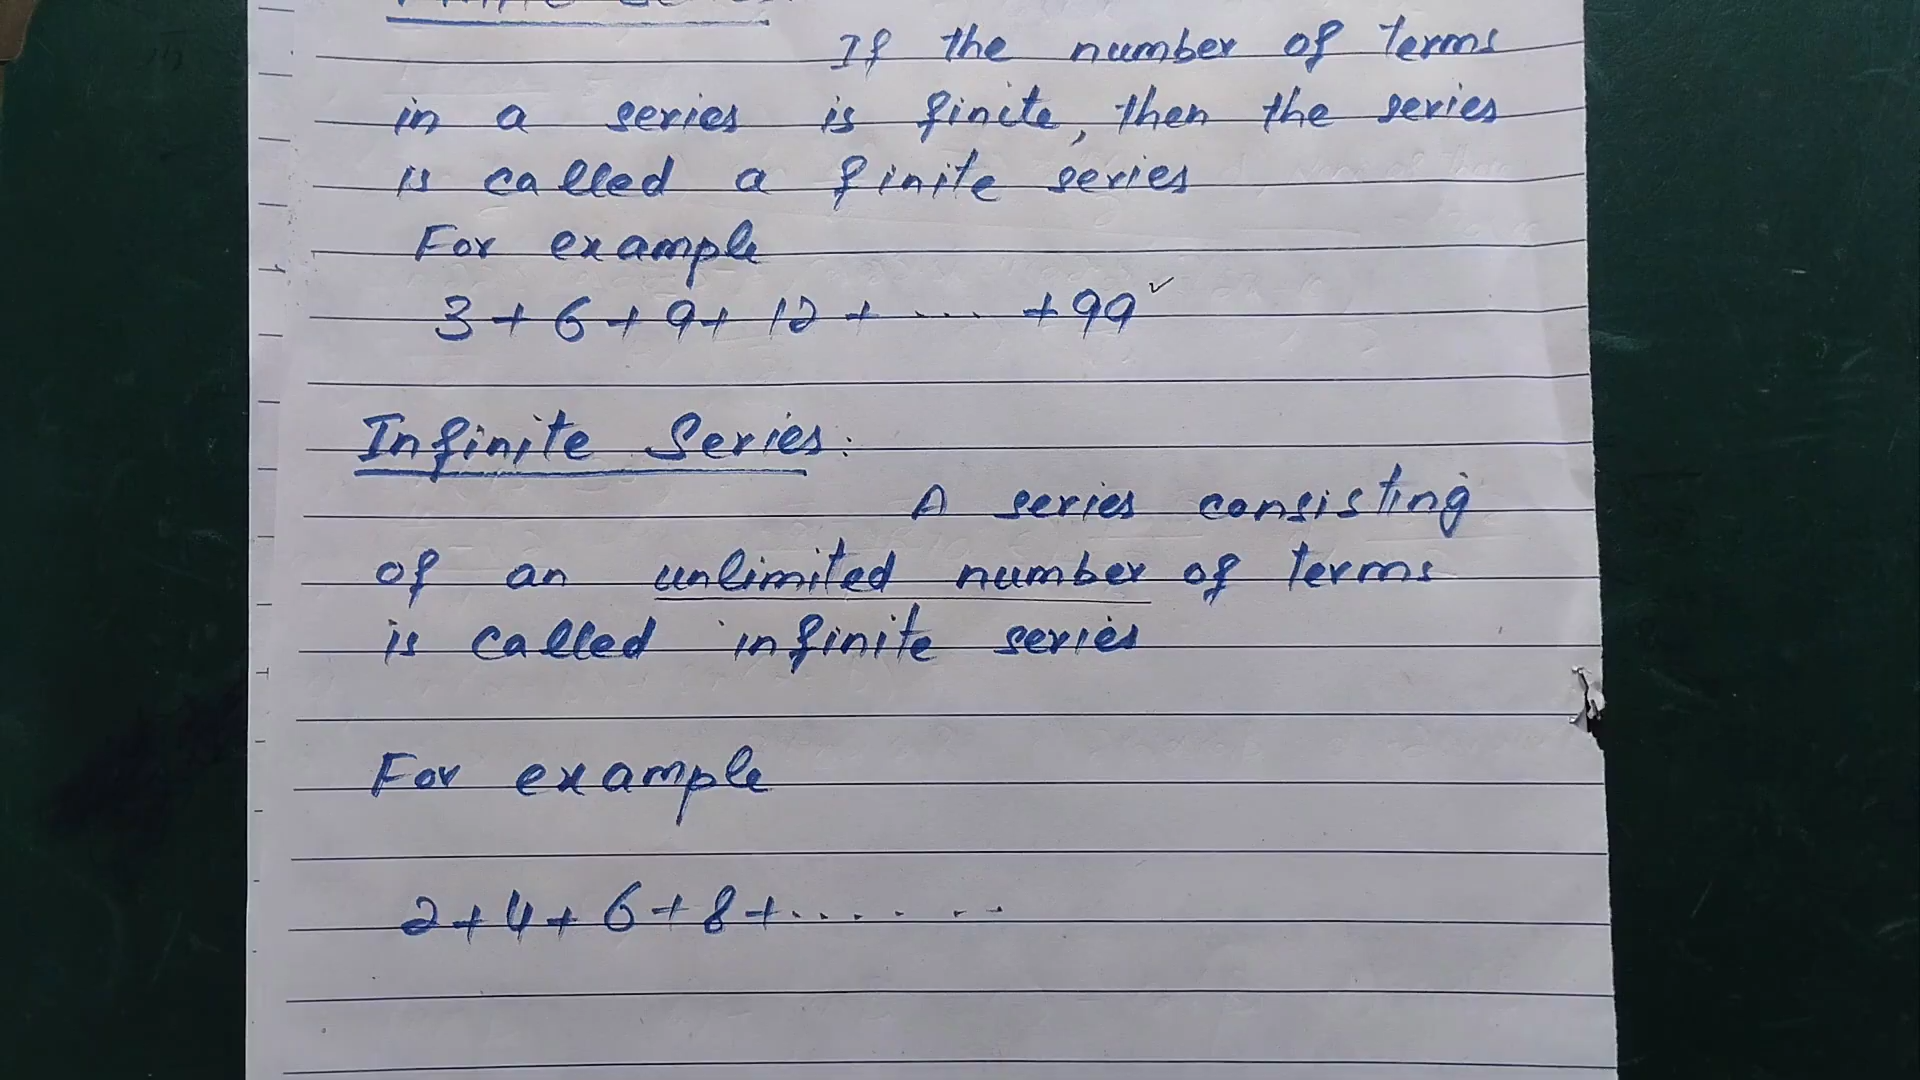 If the number of terms
in a series is finite, then the series
is called a finite series
For example
3 + 6 + 9 + 12 + .... + 99
Infinite Series:
A series consisting
of an unlimited number of terms
is called infinite series
For example
2 + 4 + 6 + 8 + .......